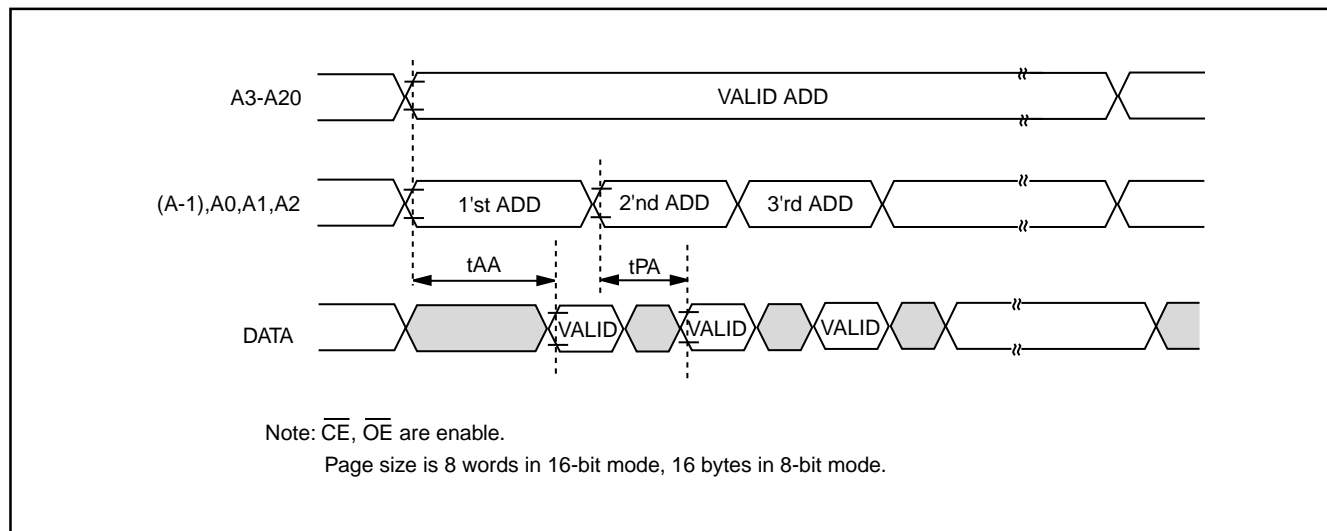 A3-A20
VALID ADD
(A-1),A0,A1,A2
1'st ADD
2'nd ADD
3'rd ADD
tAA
tPA
DATA
VALID
VALID
VALID
Note: C̅E̅, O̅E̅ are enable.
Page size is 8 words in 16-bit mode, 16 bytes in 8-bit mode.